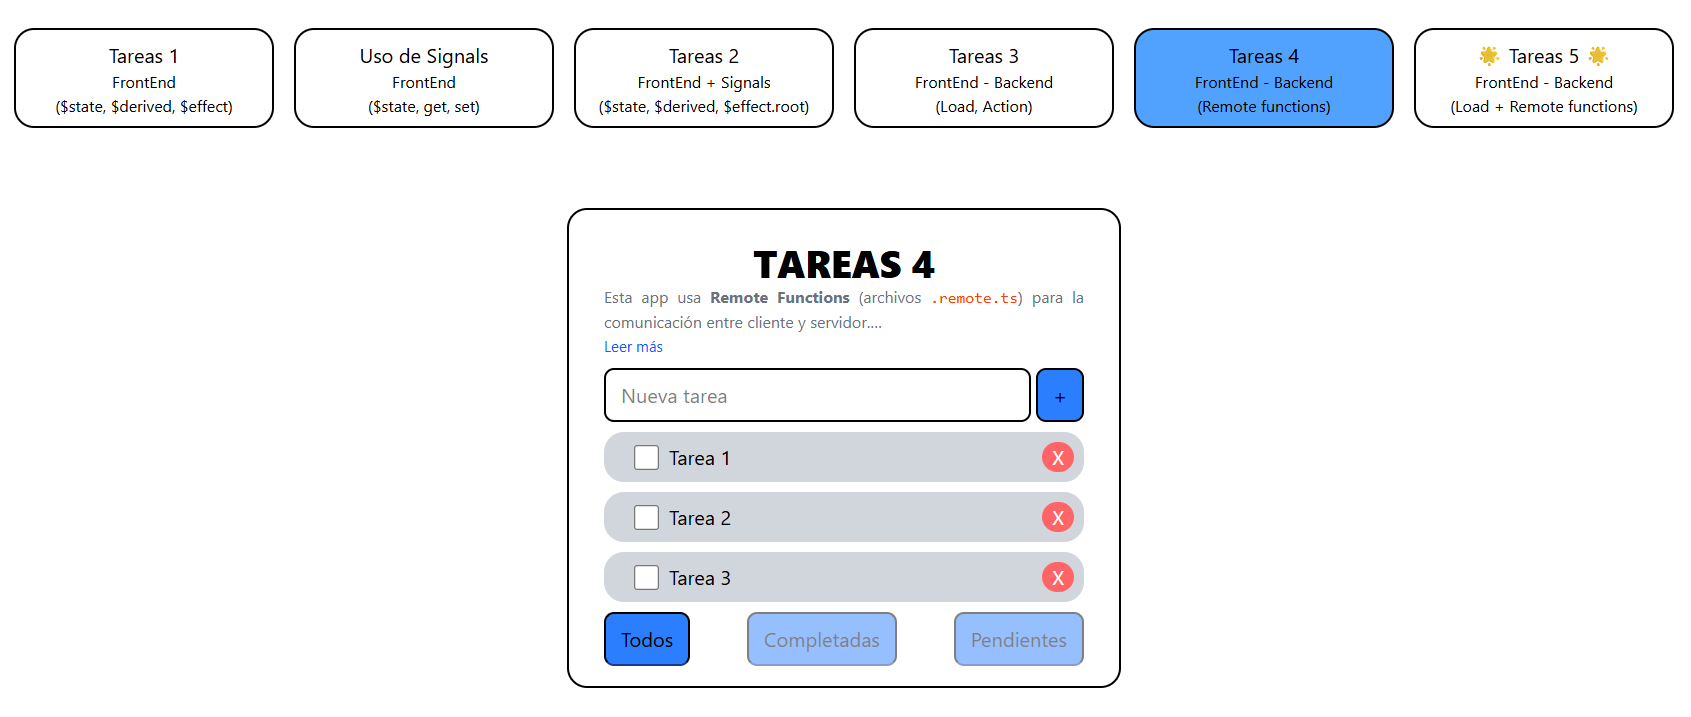 Tareas 1
FrontEnd
($state, $derived, $effect)
Uso de Signals
FrontEnd
($state, get, set)
Tareas 2
FrontEnd + Signals
($state, $derived, $effect.root)
Tareas 3
FrontEnd - Backend
(Load, Action)
Tareas 4
FrontEnd - Backend
(Remote functions)
🌟 Tareas 5 🌟
FrontEnd - Backend
(Load + Remote functions)
TAREAS 4
Esta app usa Remote Functions (archivos .remote.ts) para la
comunicación entre cliente y servidor....
Leer más
Nueva tarea
+
Tarea 1
X
Tarea 2
X
Tarea 3
X
Todos
Completadas
Pendientes